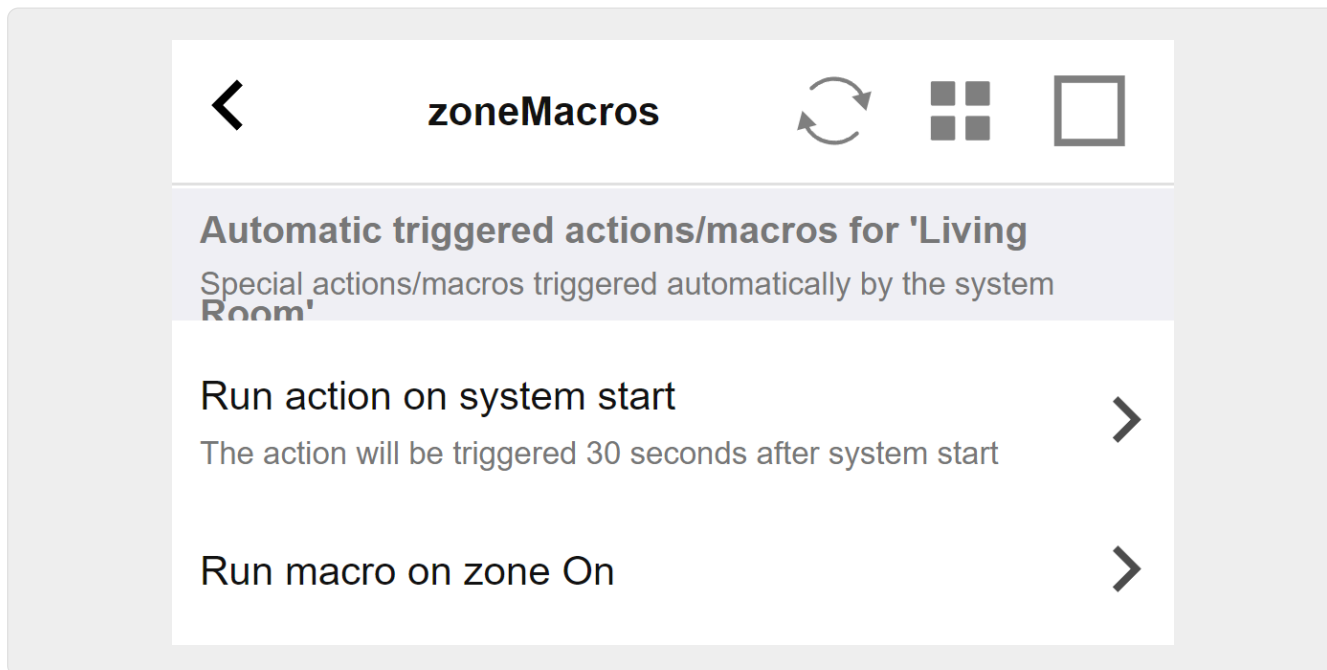 zoneMacros
Automatic triggered actions/macros for 'Living
Special actions/macros triggered automatically by the system
Room'
Run action on system start
The action will be triggered 30 seconds after system start
Run macro on zone On